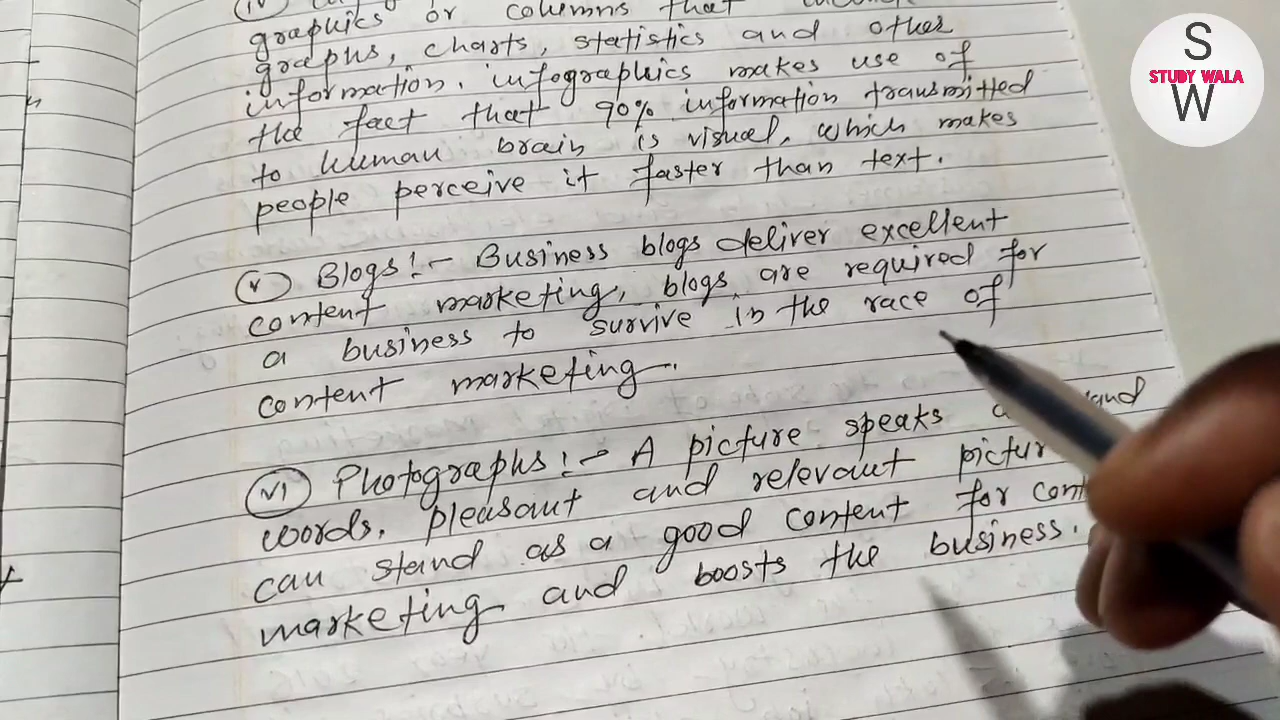 (iv)
graphics or columns that
graphs, charts, statistics and other
information. infographics makes use of
the fact that 90% information transmitted
to human brain is visual, which makes
people perceive it faster than text.
(v) Blogs:- Business blogs deliver excellent
content marketing, blogs are required for
a business to survive in the race of
content marketing.
(vi) Photographs:- A picture speaks
words. pleasant and relevant
can stand as a good content for
marketing and boosts the business.
S
STUDY WALA
W